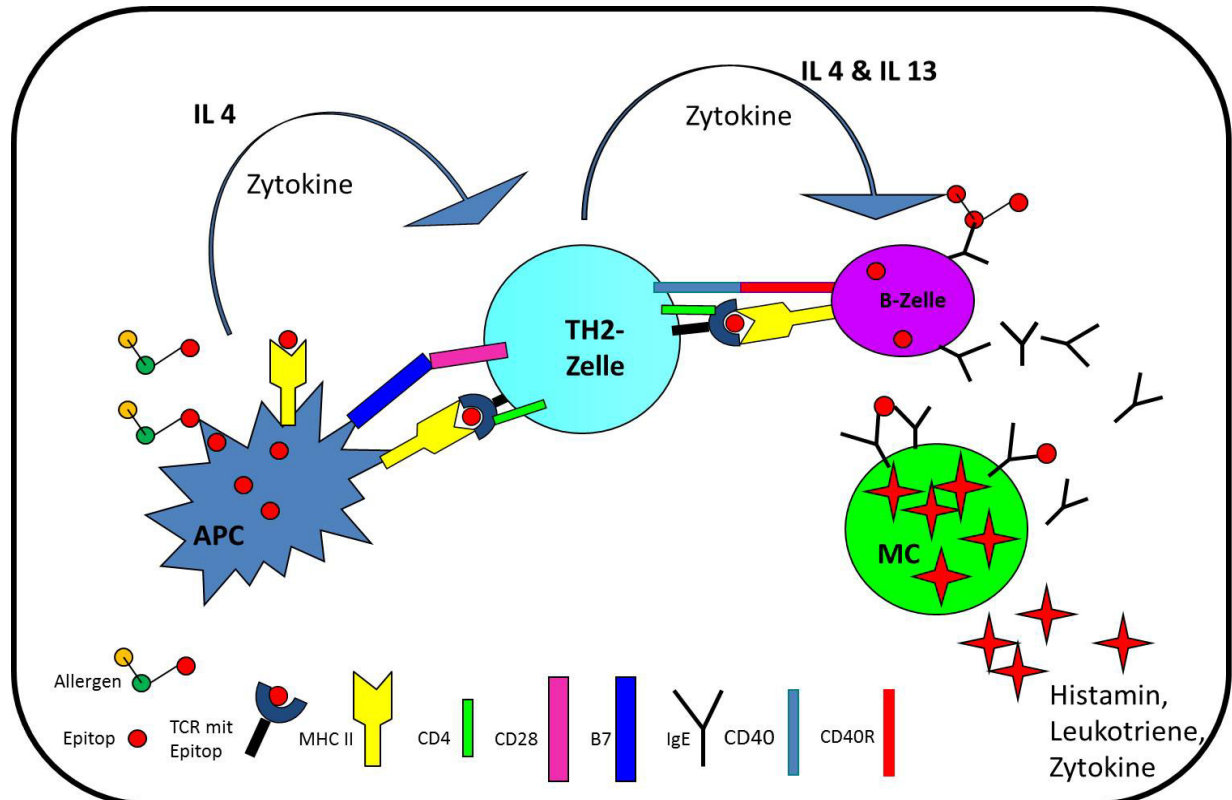 IL 4
Zytokine
IL 4 & IL 13
Zytokine
TH2-
Zelle
B-Zelle
APC
MC
Histamin,
Leukotriene,
Zytokine
Allergen
Epitop
TCR mit
Epitop
MHC II
CD4
CD28
B7
IgE
CD40
CD40R